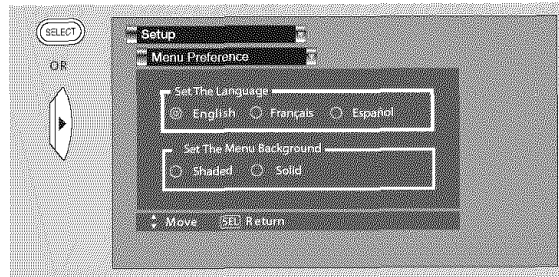 SELECT
OR
Setup
Menu Preference
Set The Language
English Français Español
Set The Menu Background
Shaded Solid
Move SEL Return